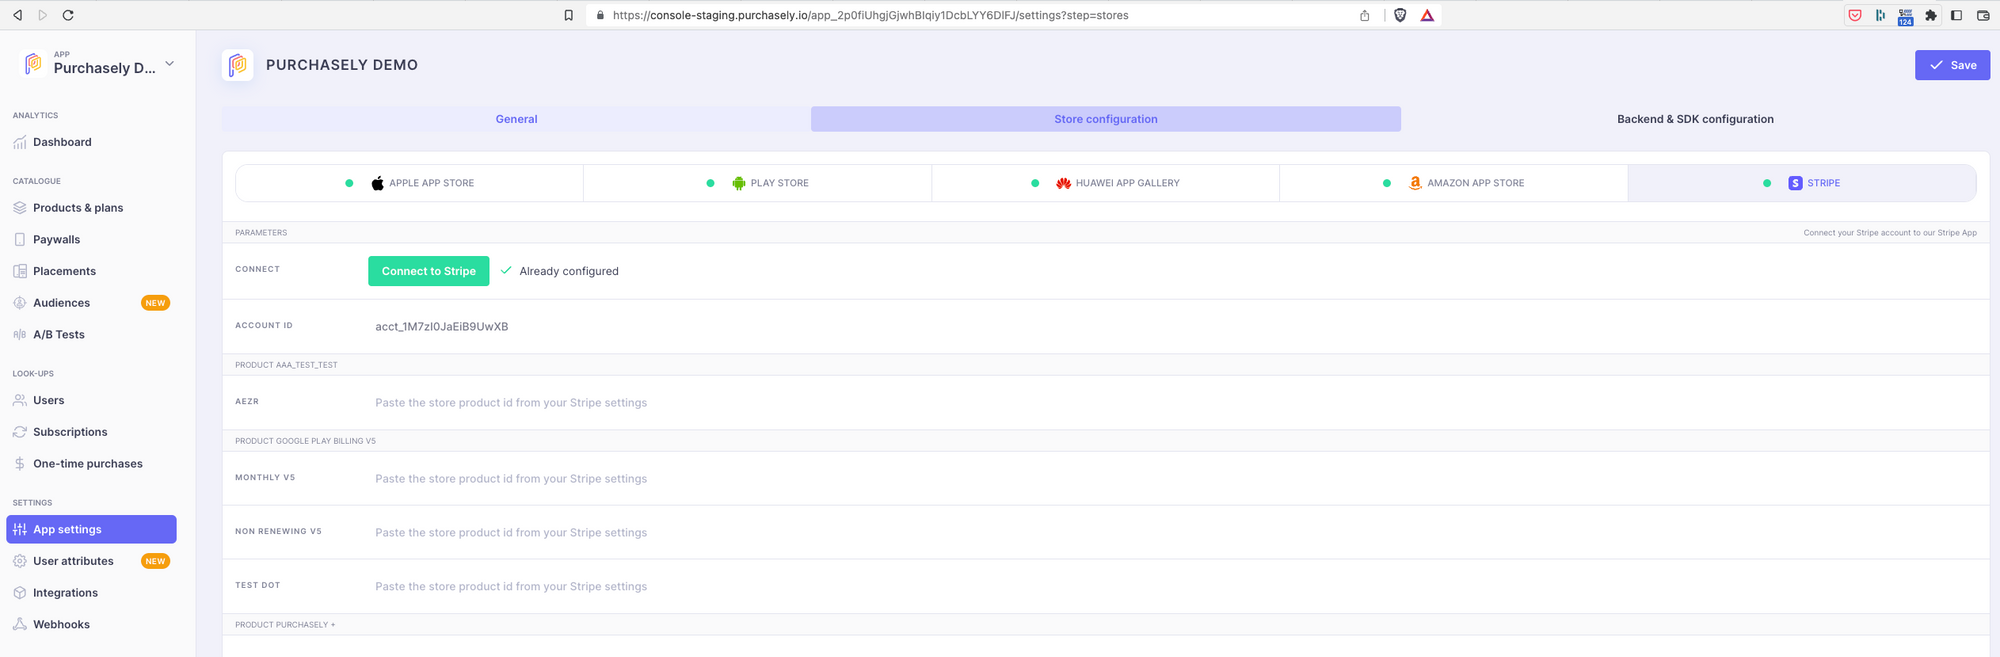 https://console-staging.purchasely.io/app_2p0fiUhgjGjwhBIqiy1DcbLYY6DIFJ/settings?step=stores
124
APP
Purchasely D...
PURCHASELY DEMO
Save
General
Store configuration
Backend & SDK configuration
ANALYTICS
Dashboard
CATALOGUE
Products & plans
Paywalls
Placements
Audiences
NEW
A/B Tests
LOOK-UPS
Users
Subscriptions
One-time purchases
SETTINGS
App settings
User attributes
NEW
Integrations
Webhooks
APPLE APP STORE
PLAY STORE
HUAWEI APP GALLERY
AMAZON APP STORE
STRIPE
PARAMETERS
Connect your Stripe account to our Stripe App
CONNECT
Connect to Stripe
Already configured
ACCOUNT ID
acct_1M7zI0JaEiB9UwXB
PRODUCT AAA_TEST_TEST
AEZR
Paste the store product id from your Stripe settings
PRODUCT GOOGLE PLAY BILLING V5
MONTHLY V5
Paste the store product id from your Stripe settings
NON RENEWING V5
Paste the store product id from your Stripe settings
TEST DOT
Paste the store product id from your Stripe settings
PRODUCT PURCHASELY +